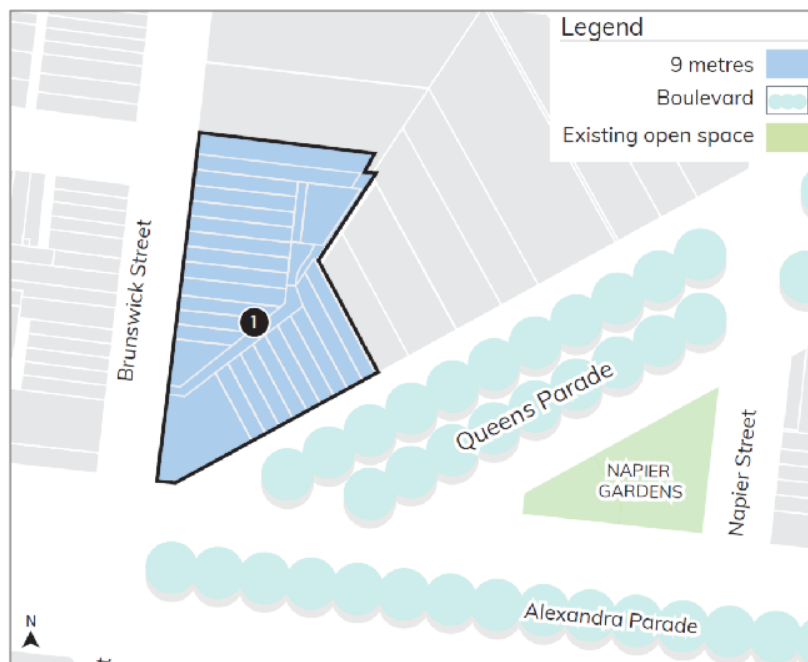 Legend
9 metres
Boulevard
Existing open space
Brunswick Street
1
Queens Parade
NAPIER
GARDENS
Napier Street
Alexandra Parade
N